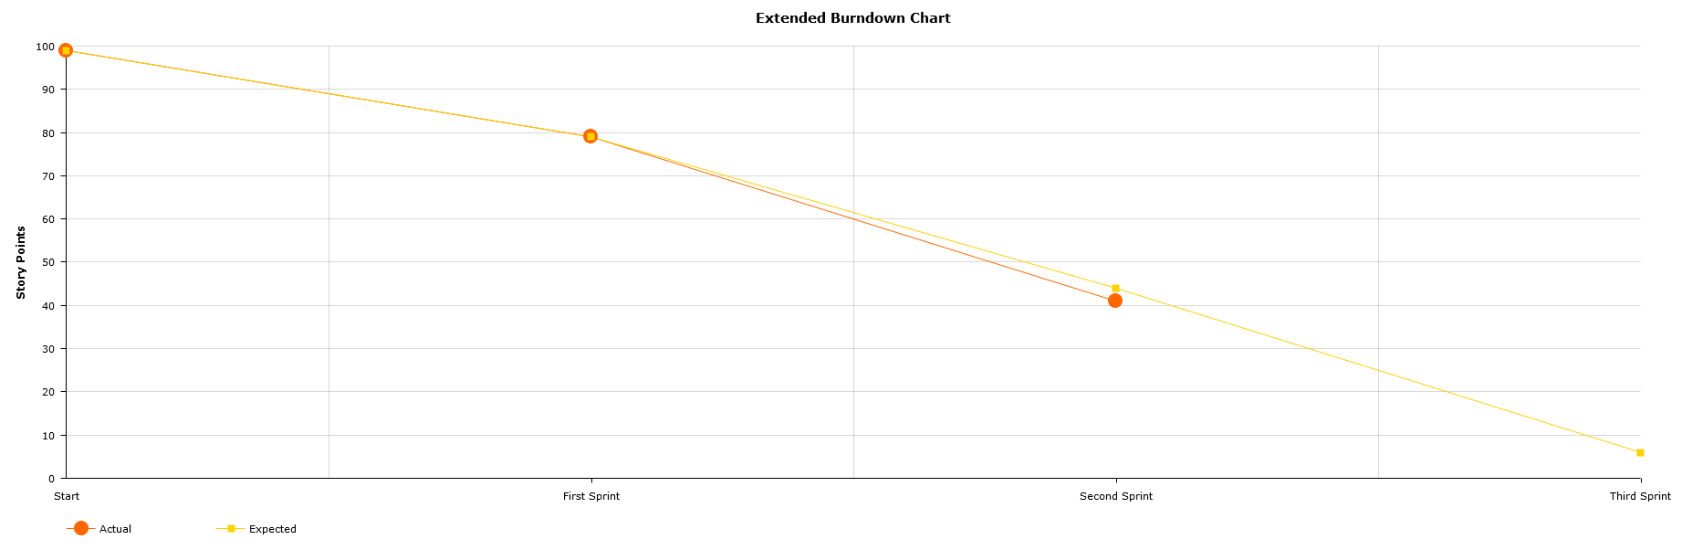 Extended Burndown Chart
100
90
80
70
60
50
40
30
20
10
0
Story Points
Start First Sprint Second Sprint Third Sprint
Actual Expected